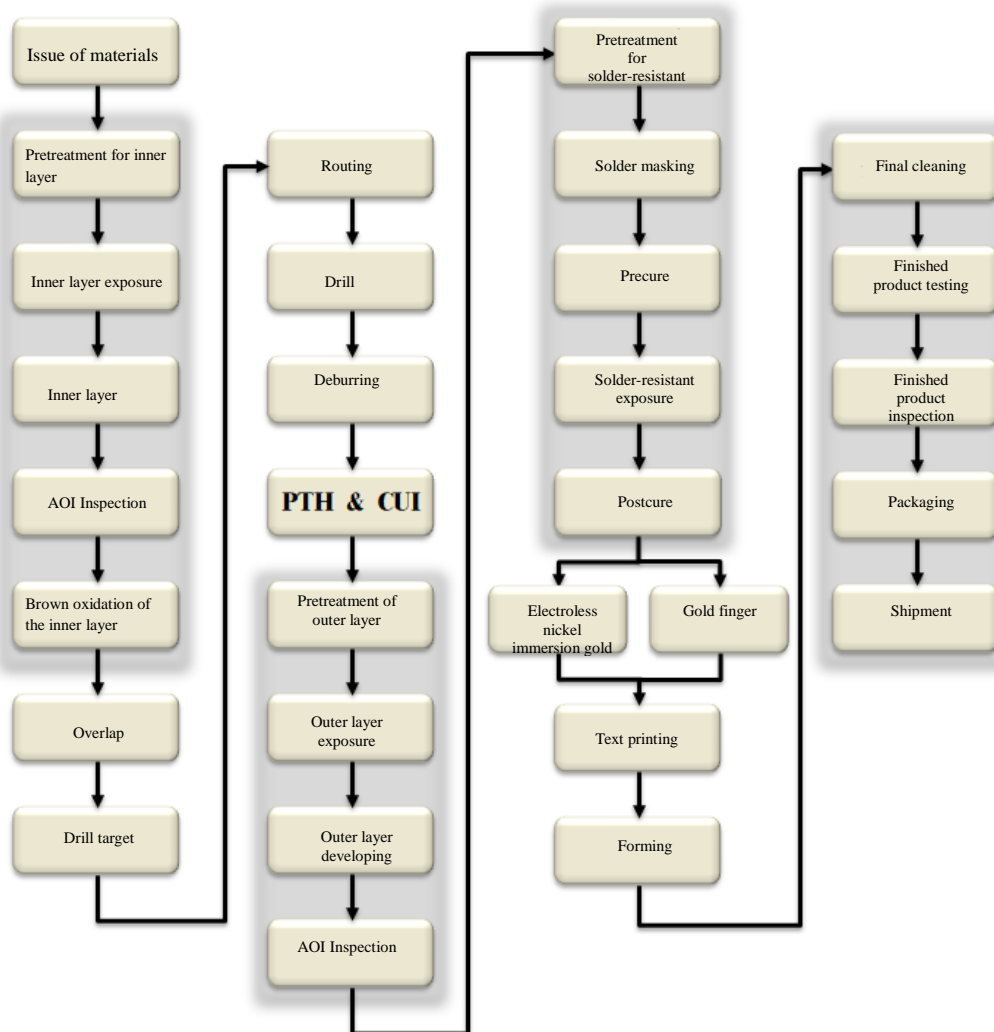 Issue of materials
Pretreatment for inner
layer
Inner layer exposure
Inner layer
AOI Inspection
Brown oxidation of
the inner layer
Overlap
Drill target
Routing
Drill
Deburring
PTH & CUI
Pretreatment of
outer layer
Outer layer
exposure
Outer layer
developing
AOI Inspection
Pretreatment
for
solder-resistant
Solder masking
Precure
Solder-resistant
exposure
Postcure
Electroless
nickel
immersion gold
Gold finger
Text printing
Forming
Final cleaning
Finished
product testing
Finished
product
inspection
Packaging
Shipment